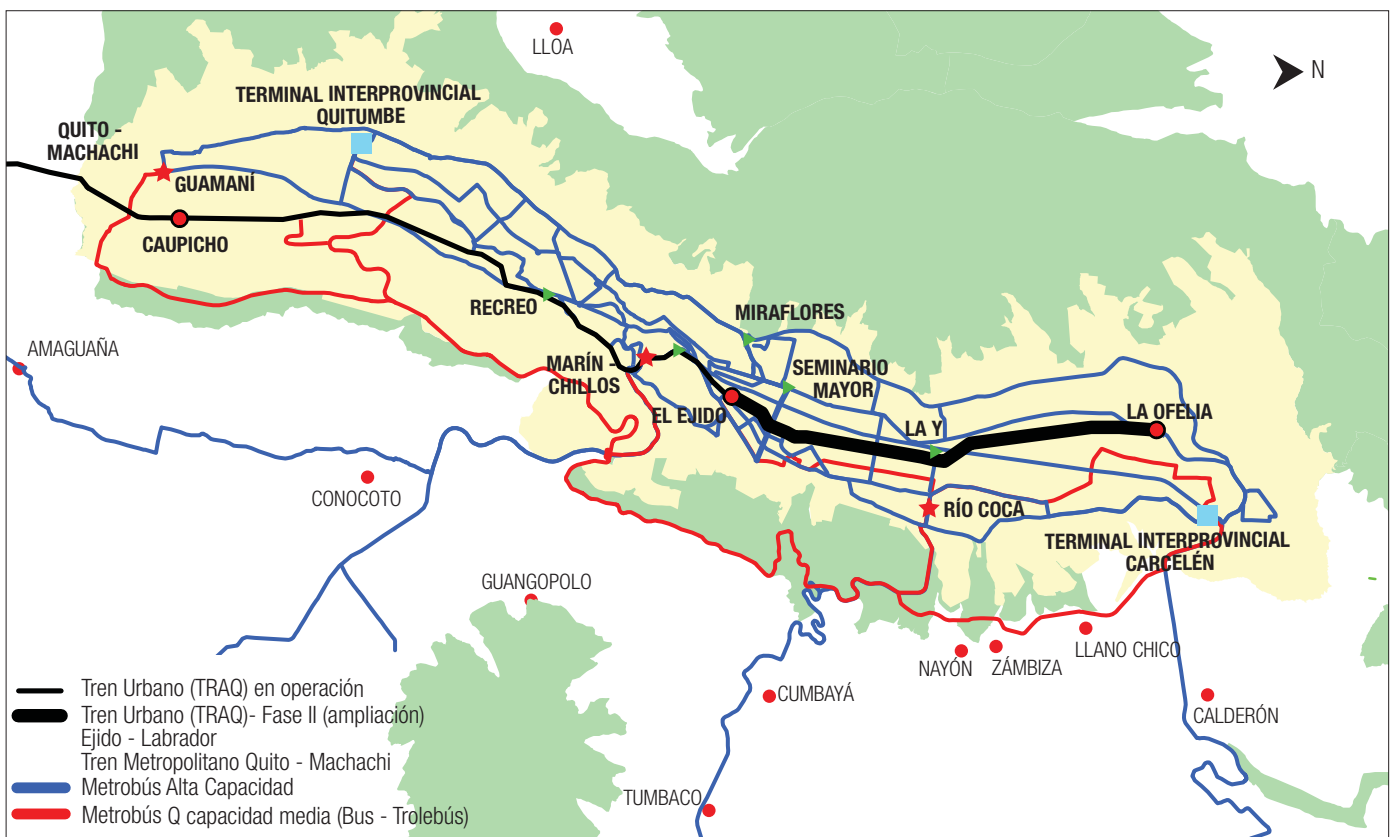 LLOA
N
TERMINAL INTERPROVINCIAL
QUITUMBE
QUITO -
MACHACHI
GUAMANÍ
CAUPICHO
RECREO
MIRAFLORES
AMAGUAÑA
MARÍN -
CHILLOS
SEMINARIO
MAYOR
EL EJIDO
LA Y
LA OFELIA
CONOCOTO
RÍO COCA
TERMINAL INTERPROVINCIAL
CARCELÉN
GUANGOPOLO
NAYÓN
ZÁMBIZA
LLANO CHICO
CUMBAYÁ
CALDERÓN
TUMBACO
Tren Urbano (TRAQ) en operación
Tren Urbano (TRAQ)- Fase II (ampliación)
Ejido - Labrador
Tren Metropolitano Quito - Machachi
Metrobús Alta Capacidad
Metrobús Q capacidad media (Bus - Trolebús)